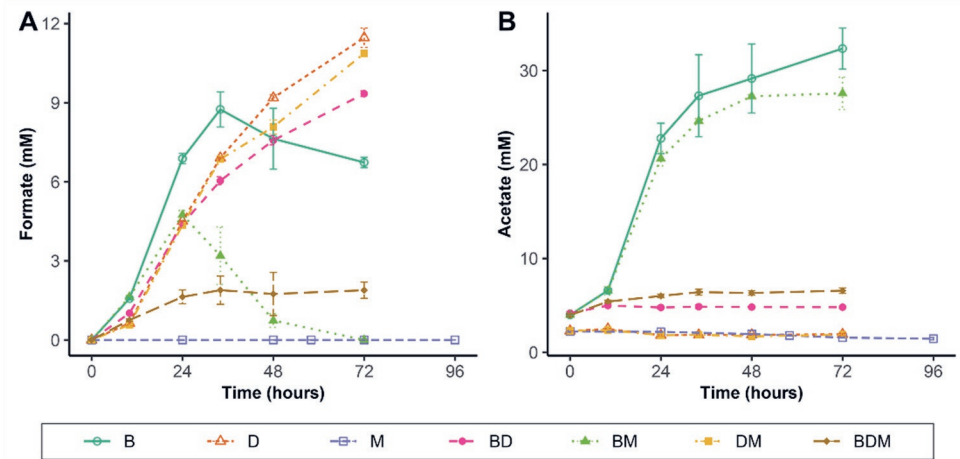 A
B
Formate (mM)
12
9
6
3
0
0 24 48 72 96
Time (hours)
Acetate (mM)
30
20
10
0
0 24 48 72 96
Time (hours)
B D M BD BM DM BDM